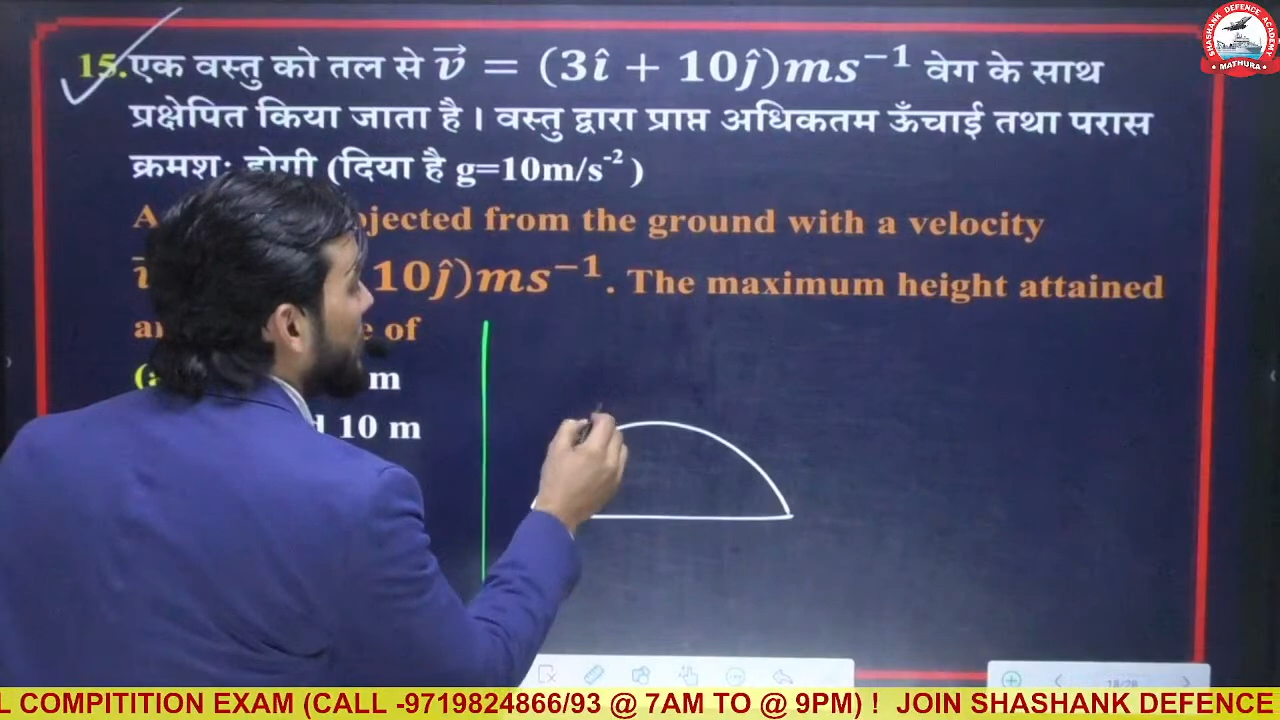 15. एक वस्तु को तल से v⃗ = (3î + 10ĵ)ms⁻¹ वेग के साथ
प्रक्षेपित किया जाता है । वस्तु द्वारा प्राप्त अधिकतम ऊँचाई तथा परास
क्रमशः होगी (दिया है g=10m/s⁻² )
A jected from the ground with a velocity
10ĵ)ms⁻¹. The maximum height attained
of
m
10 m
SHASHANK DEFENCE ACADEMY
MATHURA
18/28
L COMPITITION EXAM (CALL -9719824866/93 @ 7AM TO @ 9PM) ! JOIN SHASHANK DEFENCE